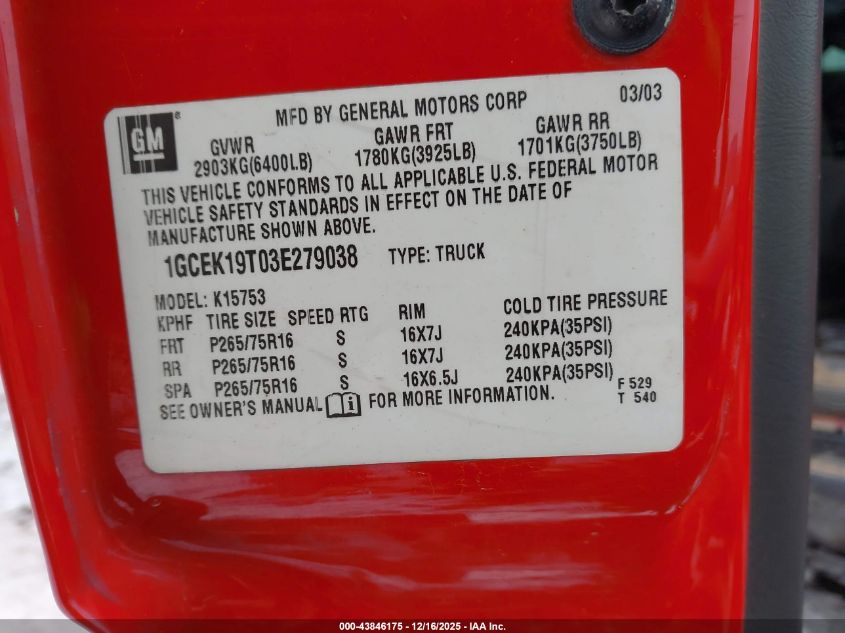 MFD BY GENERAL MOTORS CORP 03/03
GM ®
GVWR GAWR FRT GAWR RR
2903KG(6400LB) 1780KG(3925LB) 1701KG(3750LB)
THIS VEHICLE CONFORMS TO ALL APPLICABLE U.S. FEDERAL MOTOR
VEHICLE SAFETY STANDARDS IN EFFECT ON THE DATE OF
MANUFACTURE SHOWN ABOVE.
1GCEK19T03E279038 TYPE: TRUCK
MODEL: K15753
KPHF TIRE SIZE SPEED RTG RIM COLD TIRE PRESSURE
FRT P265/75R16 S 16X7J 240KPA(35PSI)
RR P265/75R16 S 16X7J 240KPA(35PSI)
SPA P265/75R16 S 16X6.5J 240KPA(35PSI)
SEE OWNER'S MANUAL i FOR MORE INFORMATION.
F 529
T 540
000-43846175 - 12/16/2025 - IAA Inc.